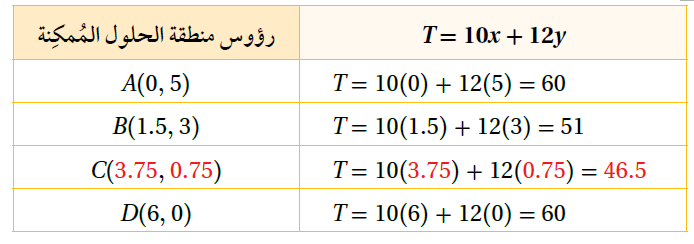 رؤوس منطقة الحلول المُمكِنة
T = 10x + 12y
A(0, 5)
T = 10(0) + 12(5) = 60
B(1.5, 3)
T = 10(1.5) + 12(3) = 51
C(3.75, 0.75)
T = 10(3.75) + 12(0.75) = 46.5
D(6, 0)
T = 10(6) + 12(0) = 60